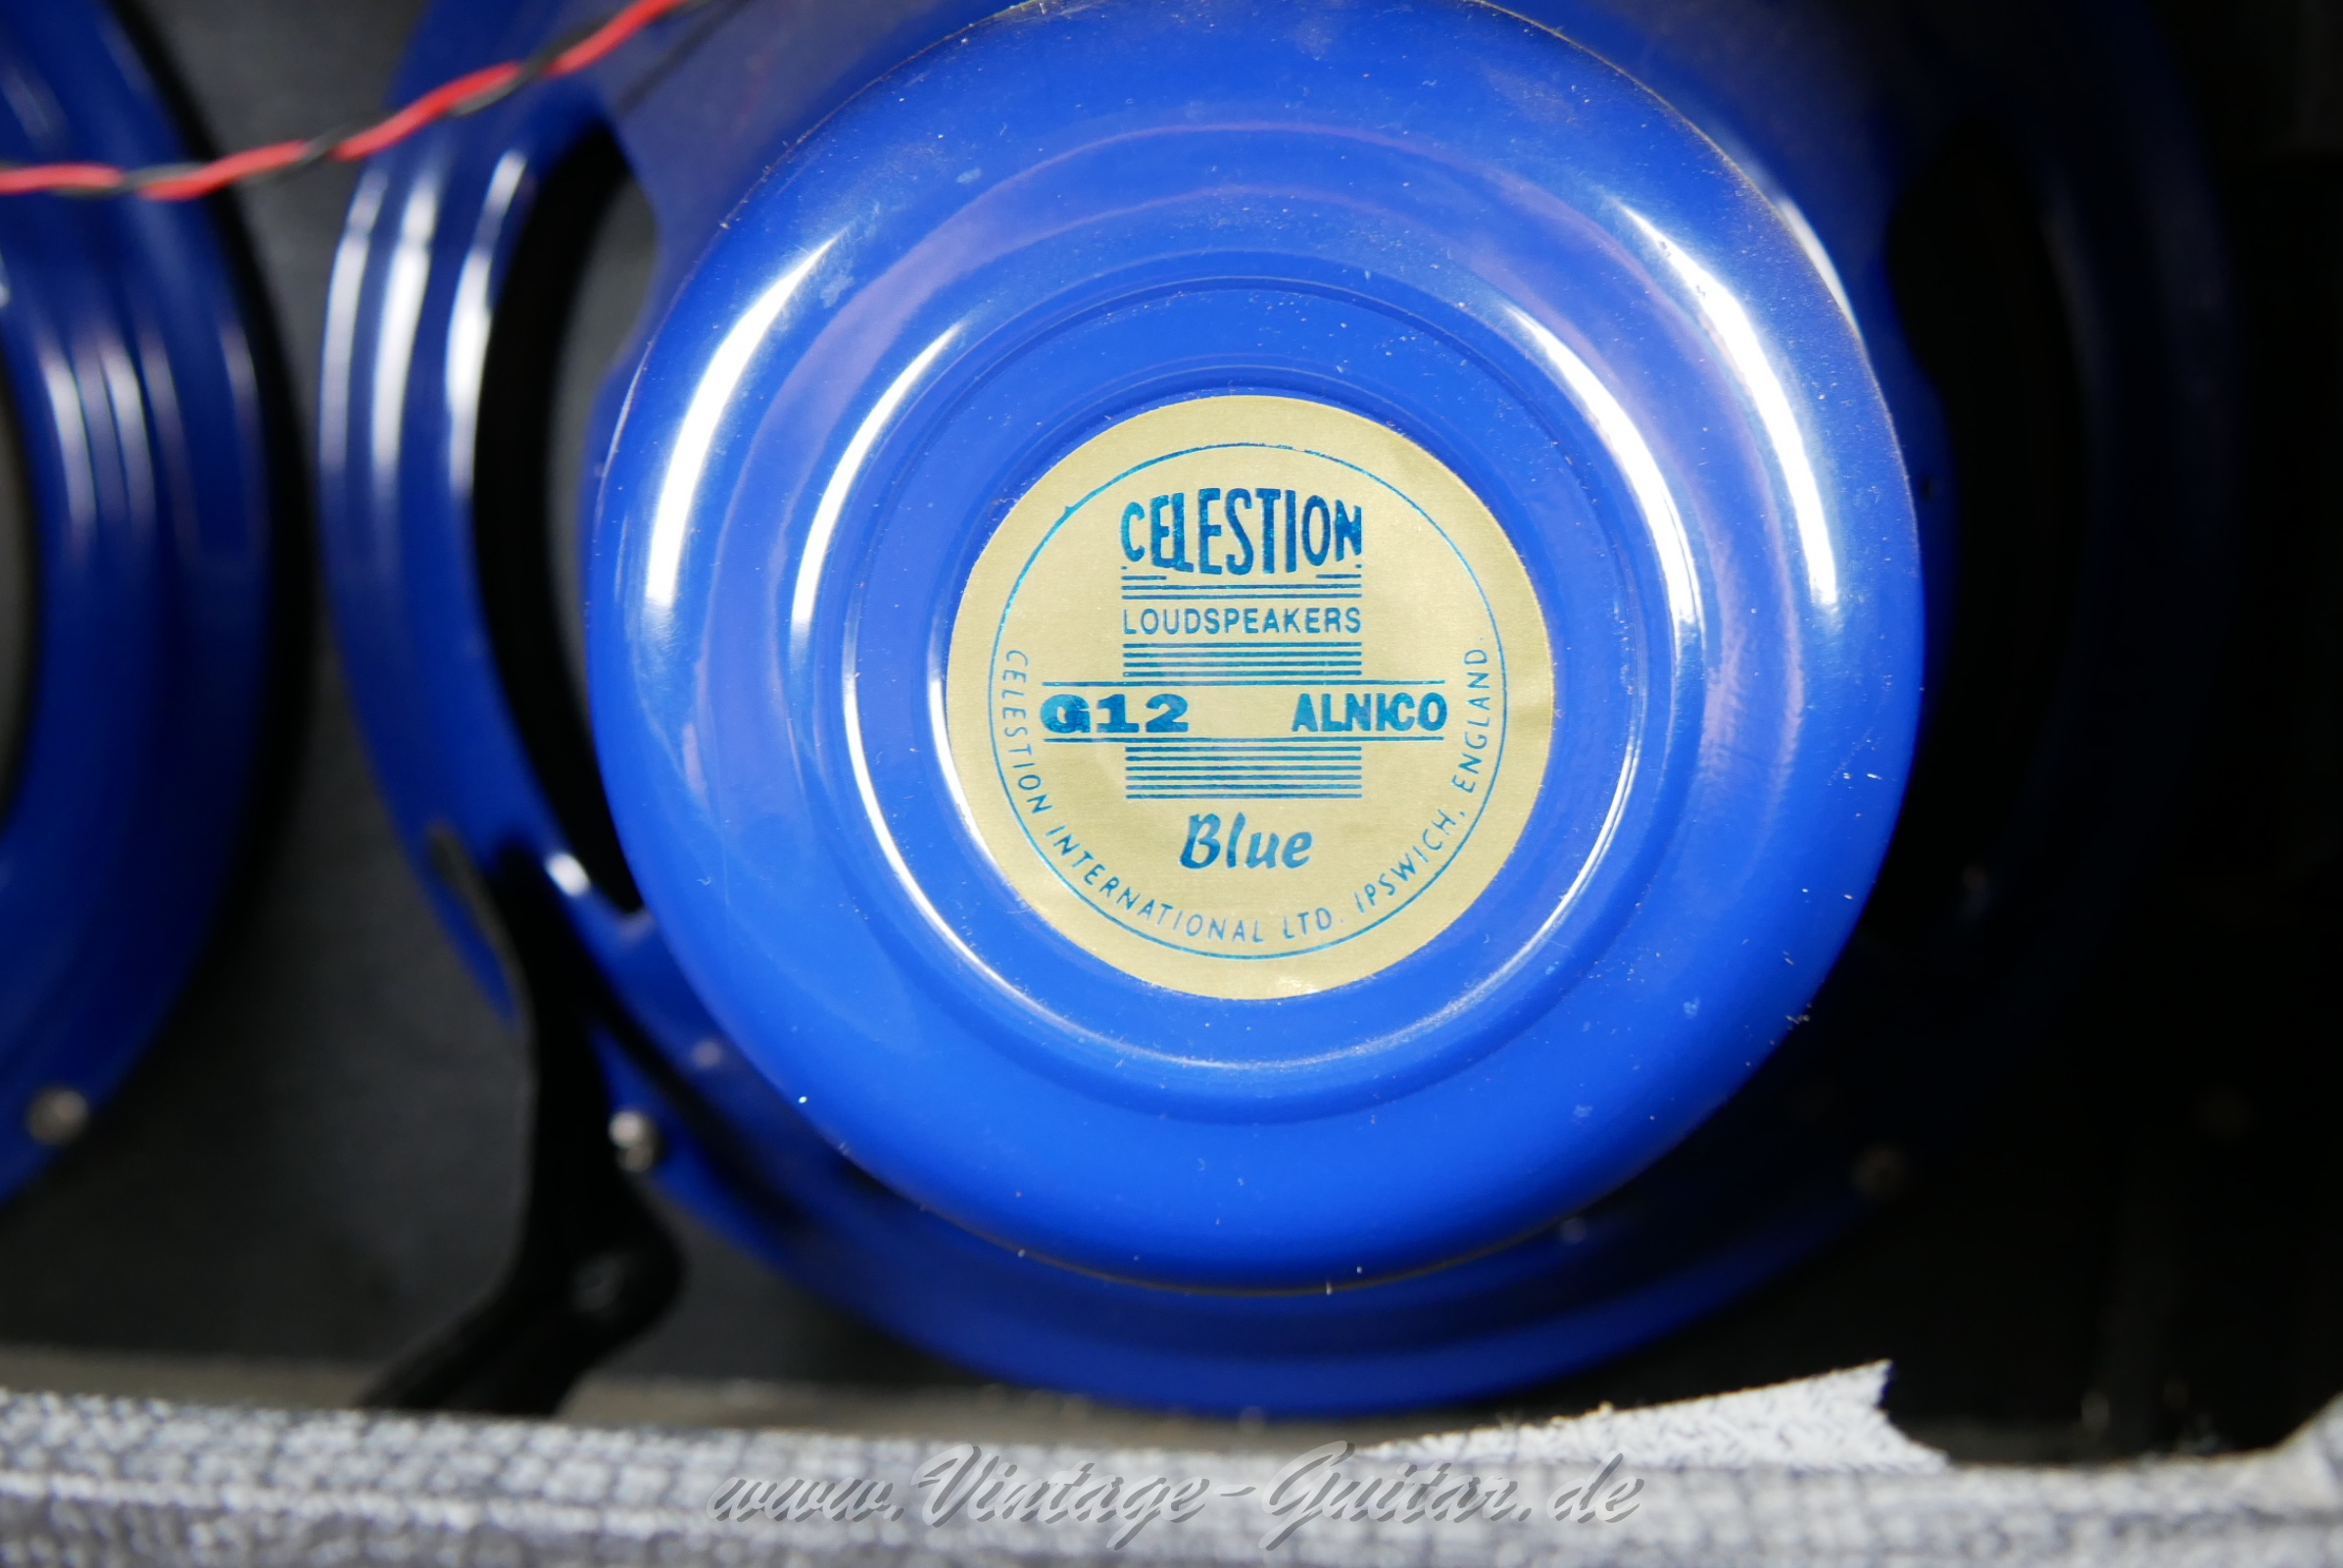 CELESTION
LOUDSPEAKERS
G12 ALNICO
Blue
CELESTION INTERNATIONAL LTD. IPSWICH, ENGLAND.
www.Vintage-Guitar.de